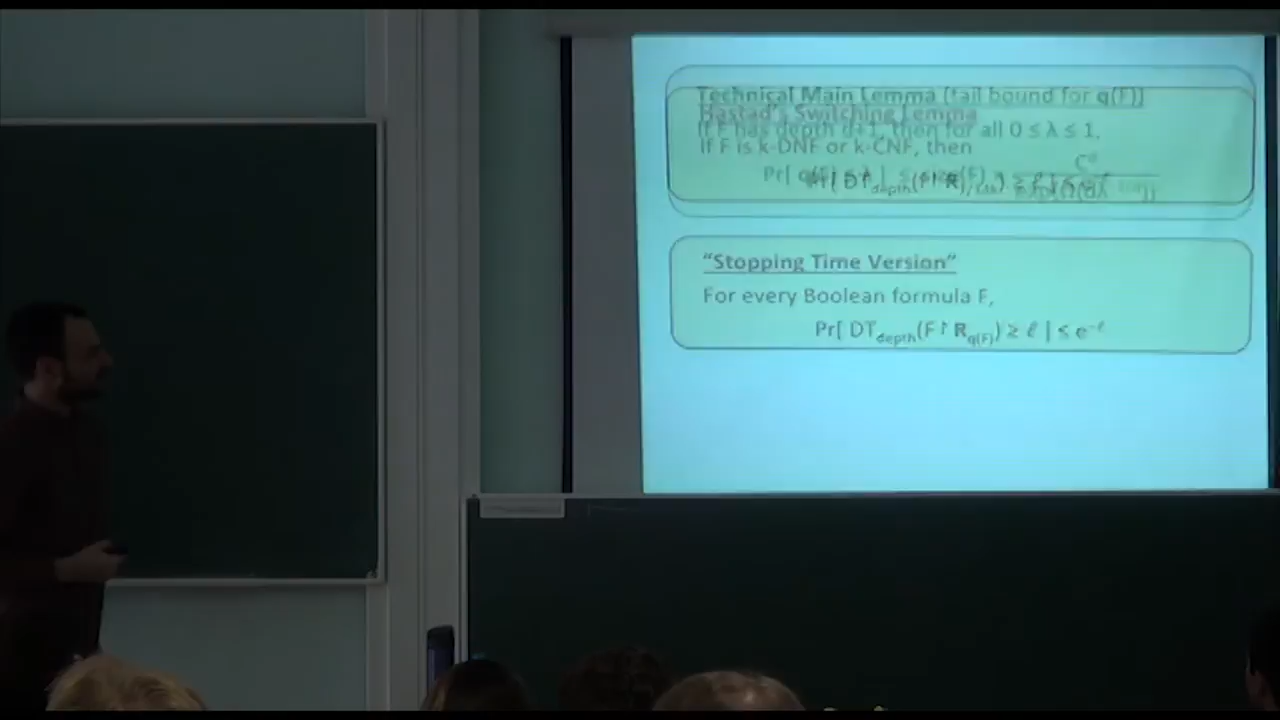 Technical Main Lemma (tail bound for q(F)]
Hastad's Switching Lemma
If F has depth d+1, then for all 0 ≤ λ ≤ 1,
If F is k-DNF or k-CNF, then
"Stopping Time Version"
For every Boolean formula F,
Pr[ DT_depth(F↾R_q(F)) ≥ ℓ ] ≤ e^-ℓ